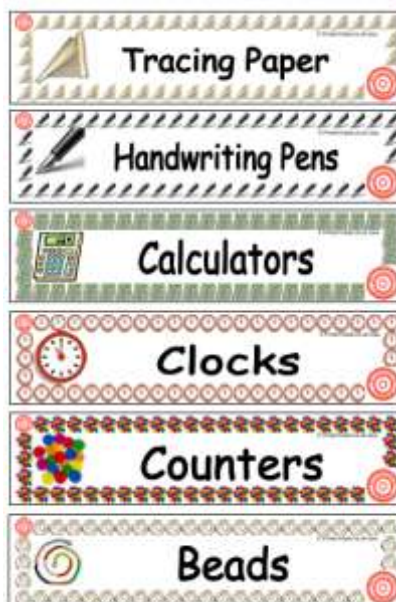 Tracing Paper
Handwriting Pens
Calculators
Clocks
Counters
Beads